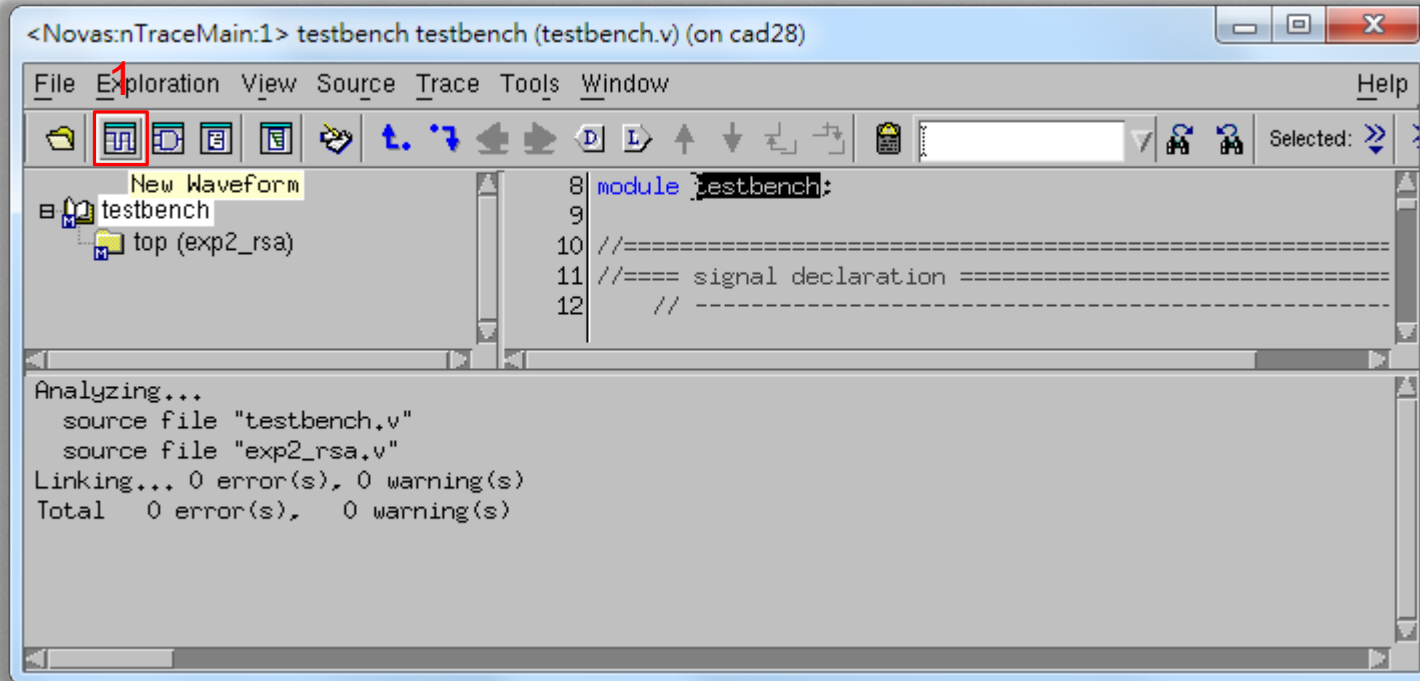 <Novas:nTraceMain:1> testbench testbench (testbench.v) (on cad28)
File Exploration View Source Trace Tools Window Help
1
D L Selected:
New Waveform
testbench
top (exp2_rsa)
8 module testbench;
9
10 //=======================================================
11 //==== signal declaration ===============================
12 // --------------------------------------------------
Analyzing...
source file "testbench.v"
source file "exp2_rsa.v"
Linking... 0 error(s), 0 warning(s)
Total 0 error(s), 0 warning(s)